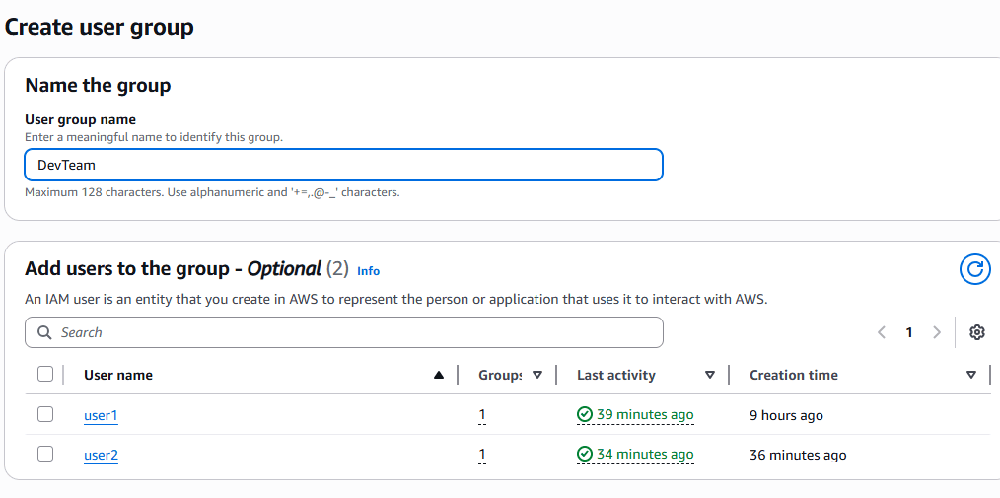 Create user group
Name the group
User group name
Enter a meaningful name to identify this group.
DevTeam
Maximum 128 characters. Use alphanumeric and '+=,.@-_' characters.
Add users to the group - Optional (2) Info
An IAM user is an entity that you create in AWS to represent the person or application that uses it to interact with AWS.
Search 1
User name Groups Last activity Creation time
user1 1 39 minutes ago 9 hours ago
user2 1 34 minutes ago 36 minutes ago